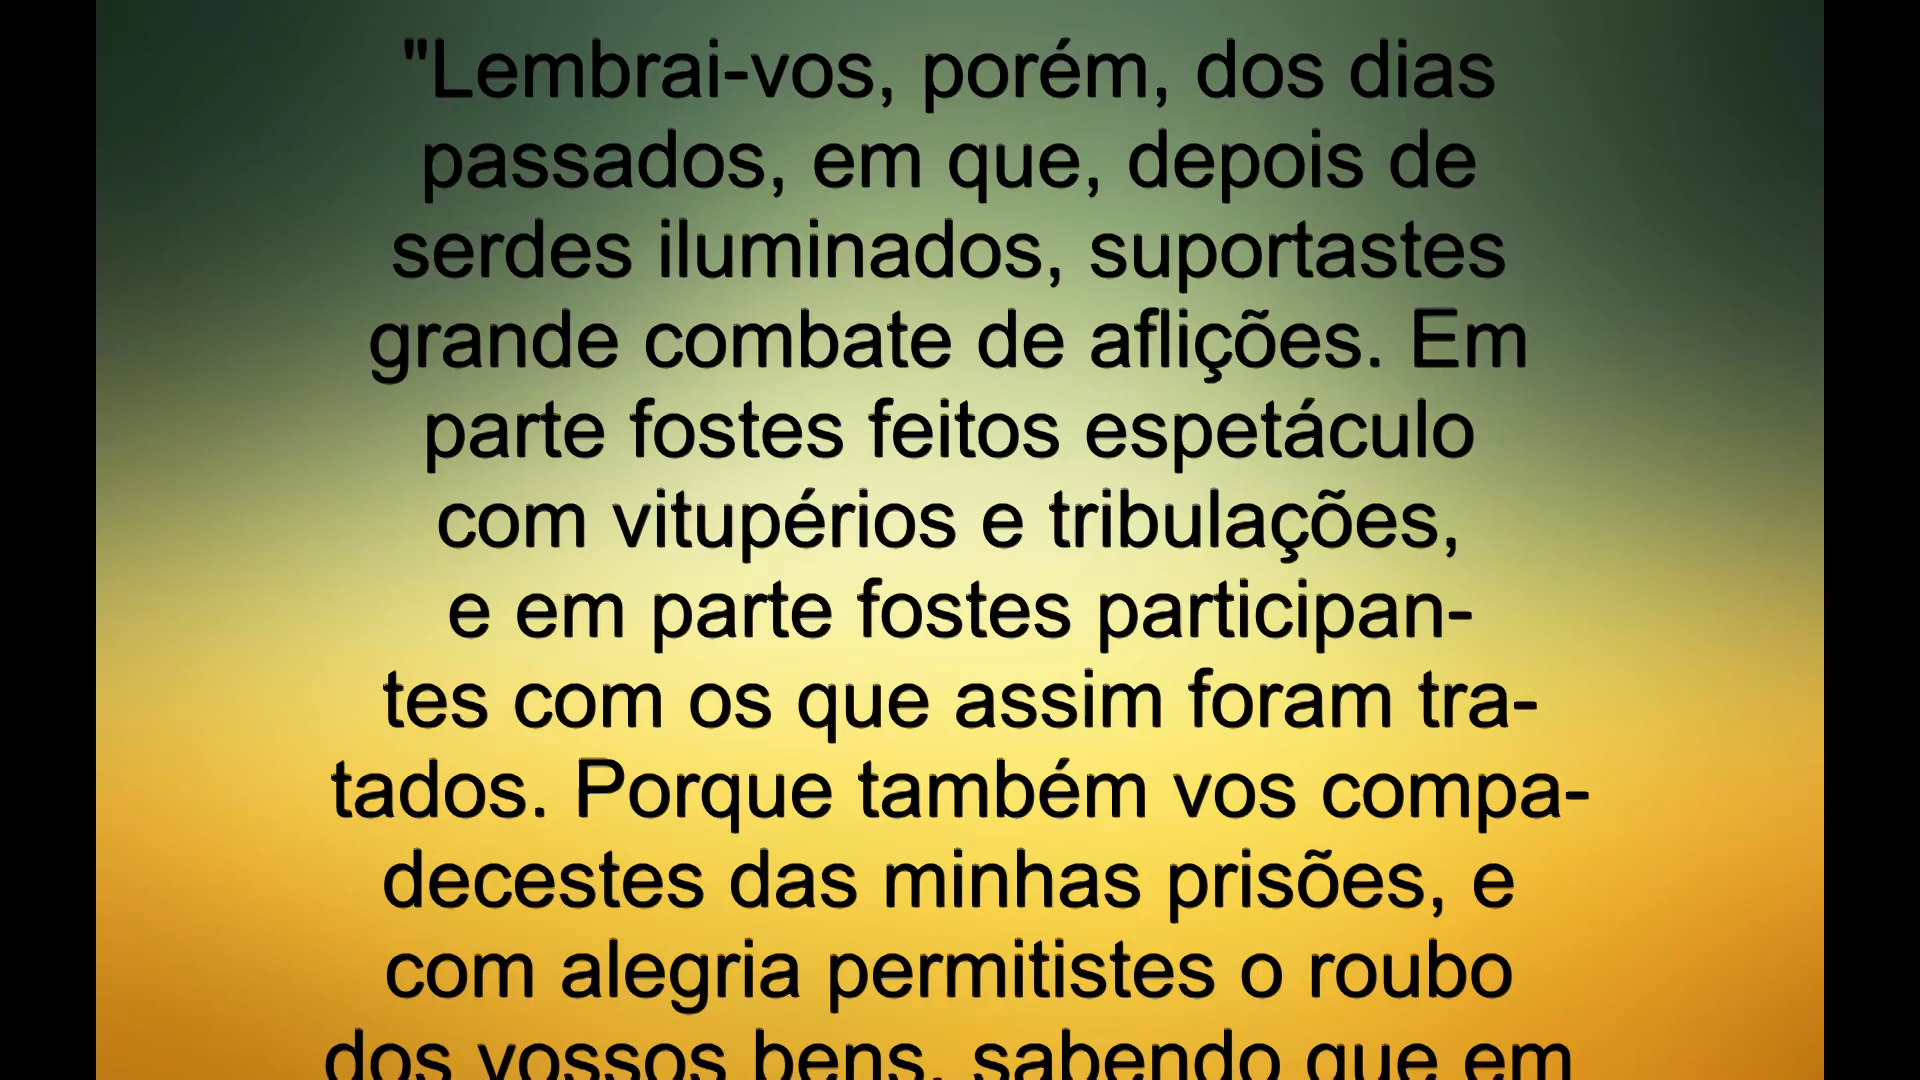 "Lembrai-vos, porém, dos dias
passados, em que, depois de
serdes iluminados, suportastes
grande combate de aflições. Em
parte fostes feitos espetáculo
com vitupérios e tribulações,
e em parte fostes participan-
tes com os que assim foram tra-
tados. Porque também vos compa-
decestes das minhas prisões, e
com alegria permitistes o roubo
dos vossos bens, sabendo que em